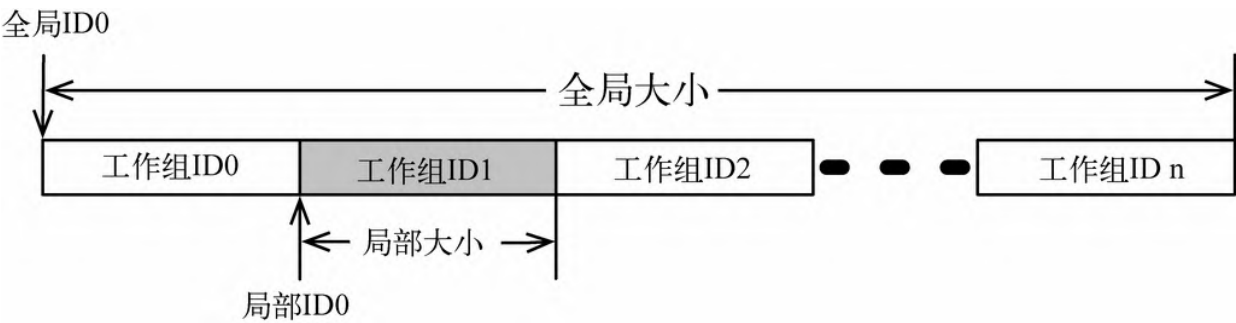 全局ID0
全局大小
工作组ID0
工作组ID1
工作组ID2
工作组ID n
局部大小
局部ID0